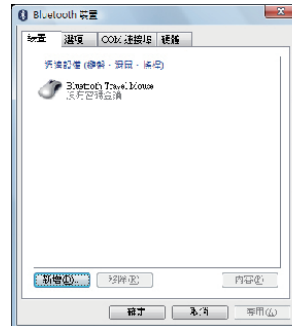 Bluetooth 裝置
裝置 選項 COM 連接埠 硬體
Bluetooth Travel Mouse
新增(D)... 移除(R) 內容(P)
確定 取消 套用(A)